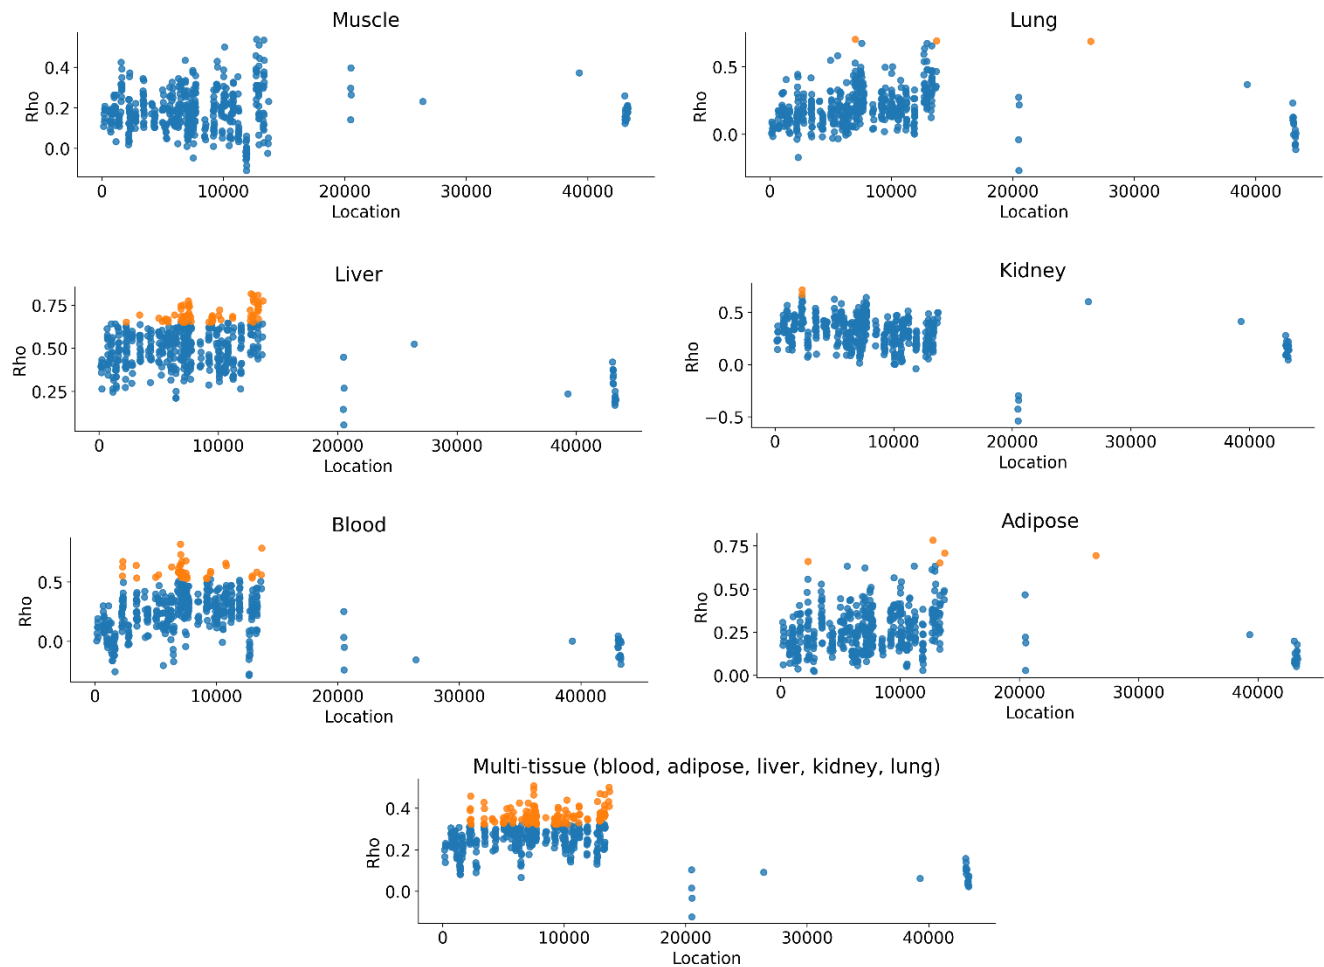 Muscle
Rho
0.4
0.2
0.0
0 10000 20000 30000 40000
Location
Lung
Rho
0.5
0.0
0 10000 20000 30000 40000
Location
Liver
Rho
0.75
0.50
0.25
0 10000 20000 30000 40000
Location
Kidney
Rho
0.5
0.0
−0.5
0 10000 20000 30000 40000
Location
Blood
Rho
0.5
0.0
0 10000 20000 30000 40000
Location
Adipose
Rho
0.75
0.50
0.25
0.00
0 10000 20000 30000 40000
Location
Multi-tissue (blood, adipose, liver, kidney, lung)
Rho
0.4
0.2
0.0
0 10000 20000 30000 40000
Location